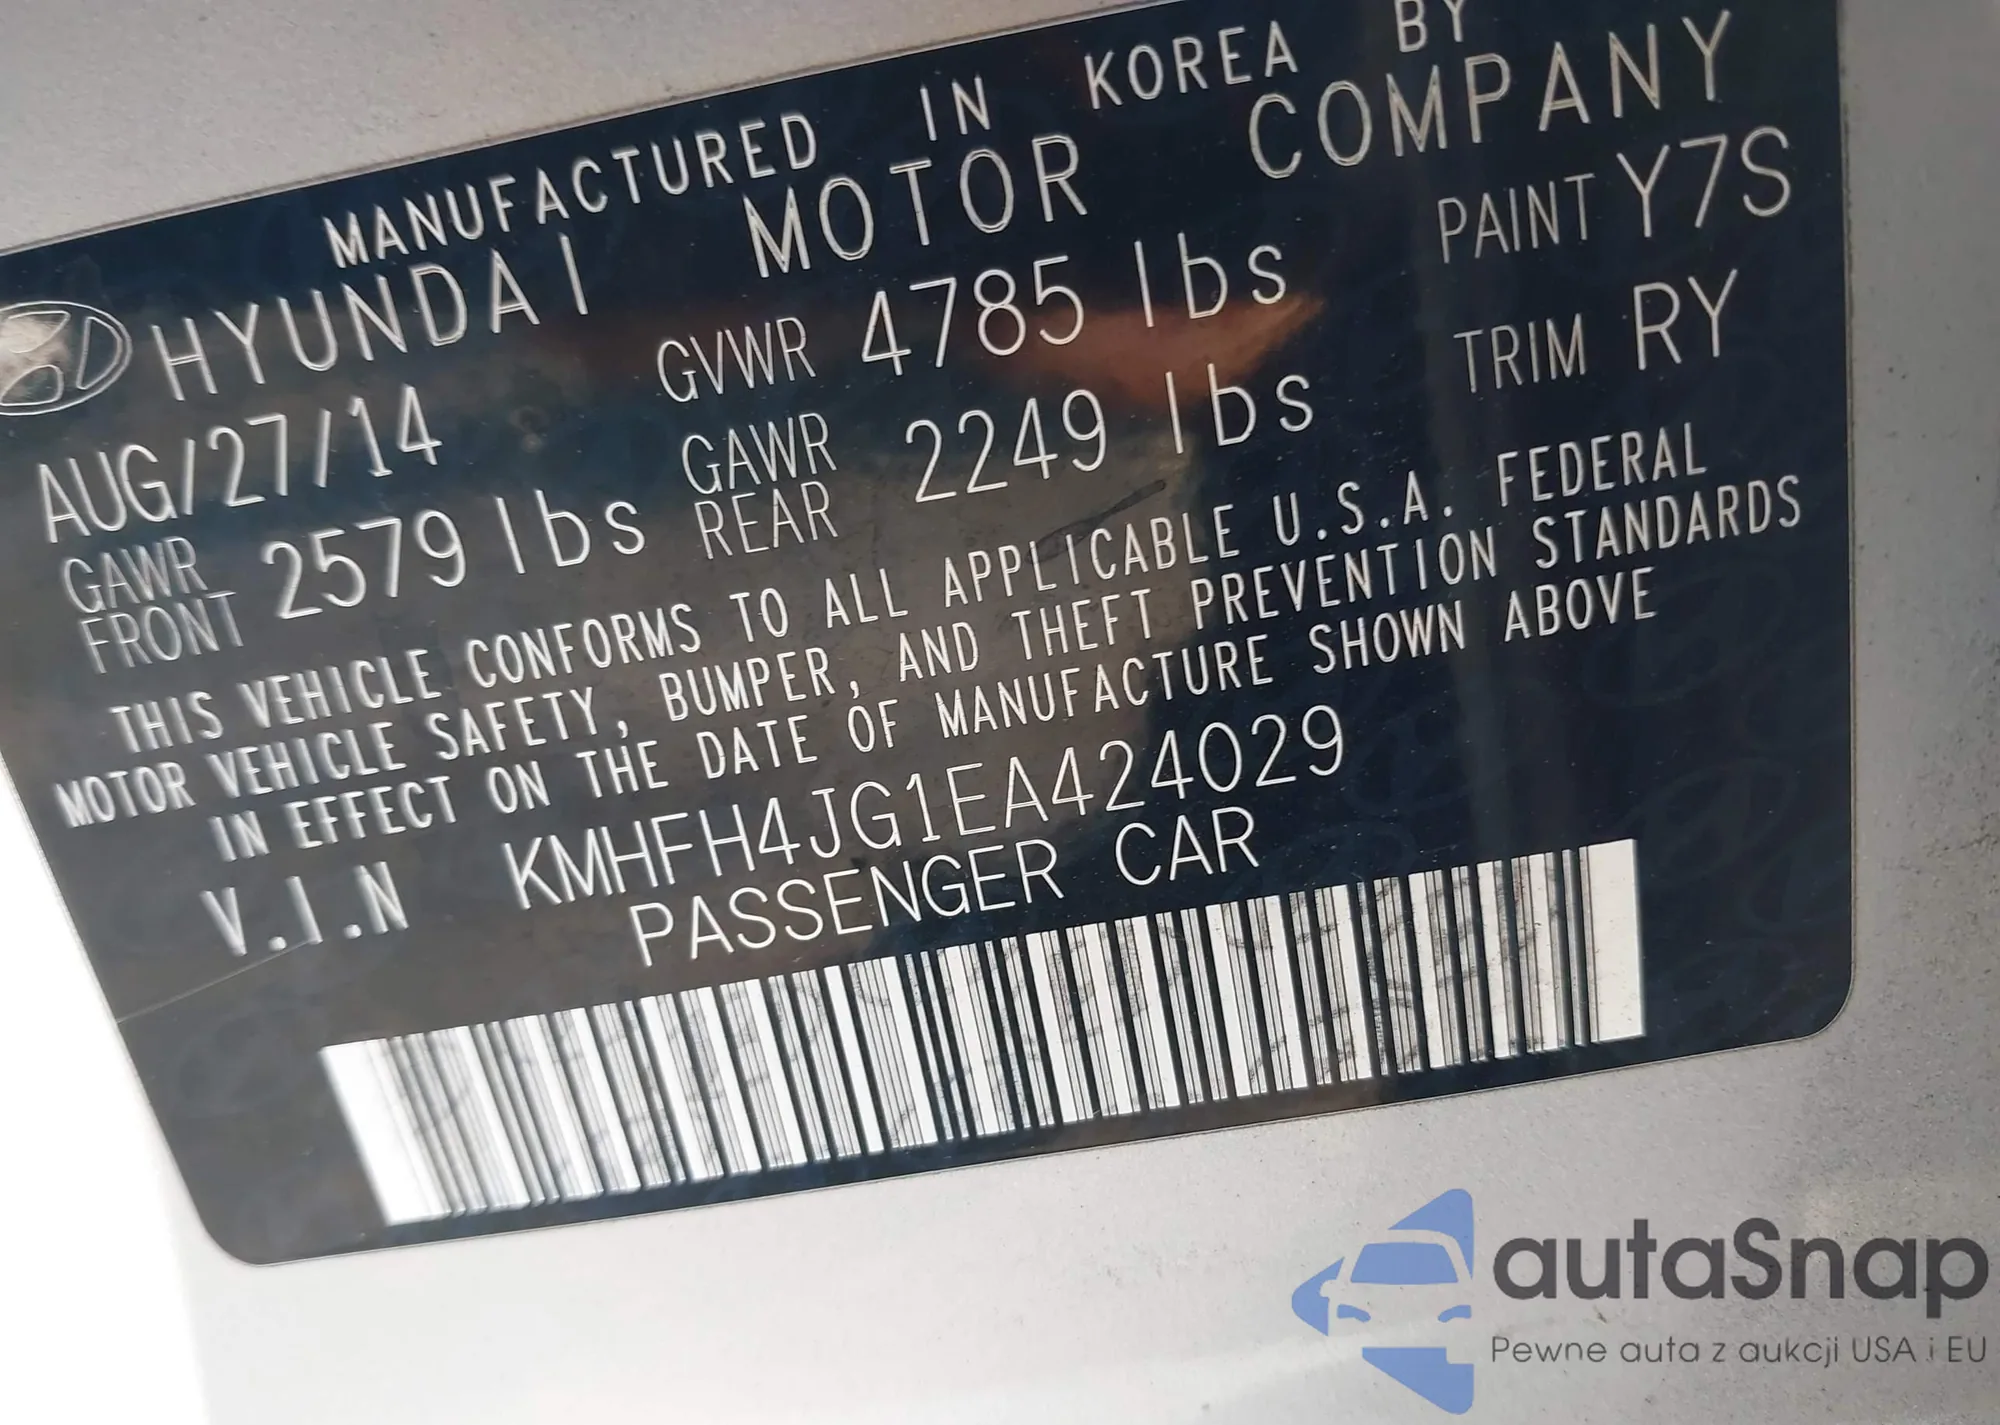 MANUFACTURED IN KOREA BY
HYUNDAI MOTOR COMPANY
AUG/27/14 GVWR 4785 lbs PAINT Y7S
GAWR FRONT 2579 lbs GAWR REAR 2249 lbs TRIM RY
THIS VEHICLE CONFORMS TO ALL APPLICABLE U.S.A. FEDERAL
MOTOR VEHICLE SAFETY, BUMPER, AND THEFT PREVENTION STANDARDS
IN EFFECT ON THE DATE OF MANUFACTURE SHOWN ABOVE
V.I.N KMHFH4JG1EA424029
PASSENGER CAR
autaSnap
Pewne auta z aukcji USA i EU